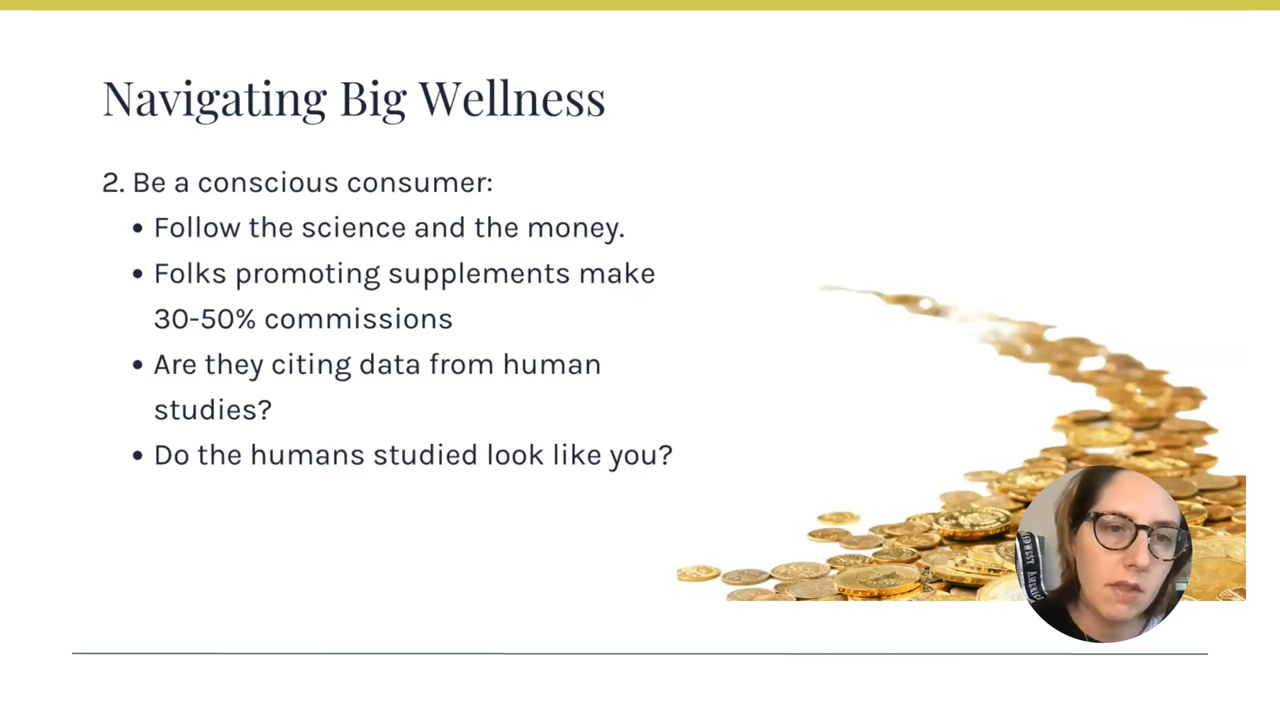 Navigating Big Wellness
2. Be a conscious consumer:
• Follow the science and the money.
• Folks promoting supplements make
30-50% commissions
• Are they citing data from human
studies?
• Do the humans studied look like you?